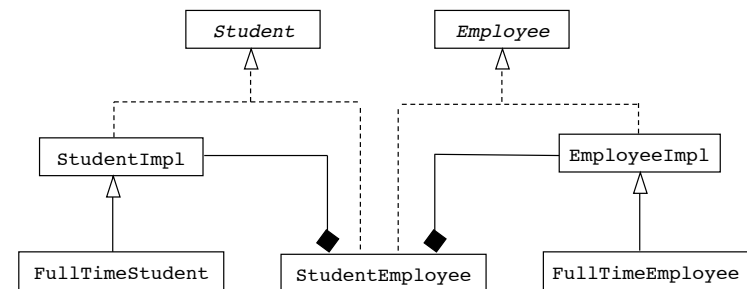 Student
Employee
StudentImpl
EmployeeImpl
FullTimeStudent
StudentEmployee
FullTimeEmployee